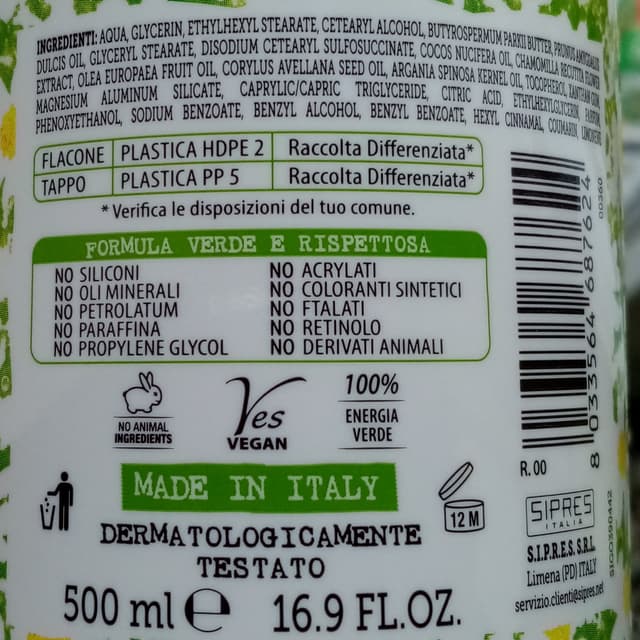 INGREDIENTI: AQUA, GLYCERIN, ETHYLHEXYL STEARATE, CETEARYL ALCOHOL, BUTYROSPERMUM PARKII BUTTER, PRUNUS AMYGDALUS
DULCIS OIL, GLYCERYL STEARATE, DISODIUM CETEARYL SULFOSUCCINATE, COCOS NUCIFERA OIL, CHAMOMILLA RECUTITA FLOWER
EXTRACT, OLEA EUROPAEA FRUIT OIL, CORYLUS AVELLANA SEED OIL, ARGANIA SPINOSA KERNEL OIL, TOCOPHEROL, XANTHAN GUM,
MAGNESIUM ALUMINUM SILICATE, CAPRYLIC/CAPRIC TRIGLYCERIDE, CITRIC ACID, ETHYLHEXYLGLYCERIN, PARFUM,
PHENOXYETHANOL, SODIUM BENZOATE, BENZYL ALCOHOL, BENZYL BENZOATE, HEXYL CINNAMAL, COUMARIN, LIMONENE
FLACONE PLASTICA HDPE 2 Raccolta Differenziata*
TAPPO PLASTICA PP 5 Raccolta Differenziata*
* Verifica le disposizioni del tuo comune.
FORMULA VERDE E RISPETTOSA
NO SILICONI
NO OLI MINERALI
NO PETROLATUM
NO PARAFFINA
NO PROPYLENE GLYCOL
NO ACRYLATI
NO COLORANTI SINTETICI
NO FTALATI
NO RETINOLO
NO DERIVATI ANIMALI
NO ANIMAL
INGREDIENTS
Yes
VEGAN
100%
ENERGIA
VERDE
MADE IN ITALY
DERMATOLOGICAMENTE
TESTATO
500 ml e 16.9 FL.OZ.
12 M
8 033564 687624
00360
R. 00
SIPRES
ITALIA
S.I.P.R.E.S. S.R.L.
Limena (PD) ITALY
servizio.clienti@sipres.net